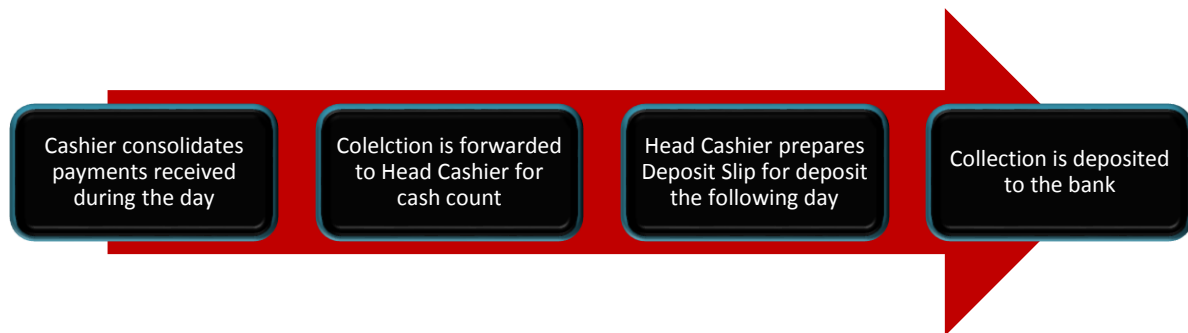 Cashier consolidates
payments received
during the day
Colelction is forwarded
to Head Cashier for
cash count
Head Cashier prepares
Deposit Slip for deposit
the following day
Collection is deposited
to the bank